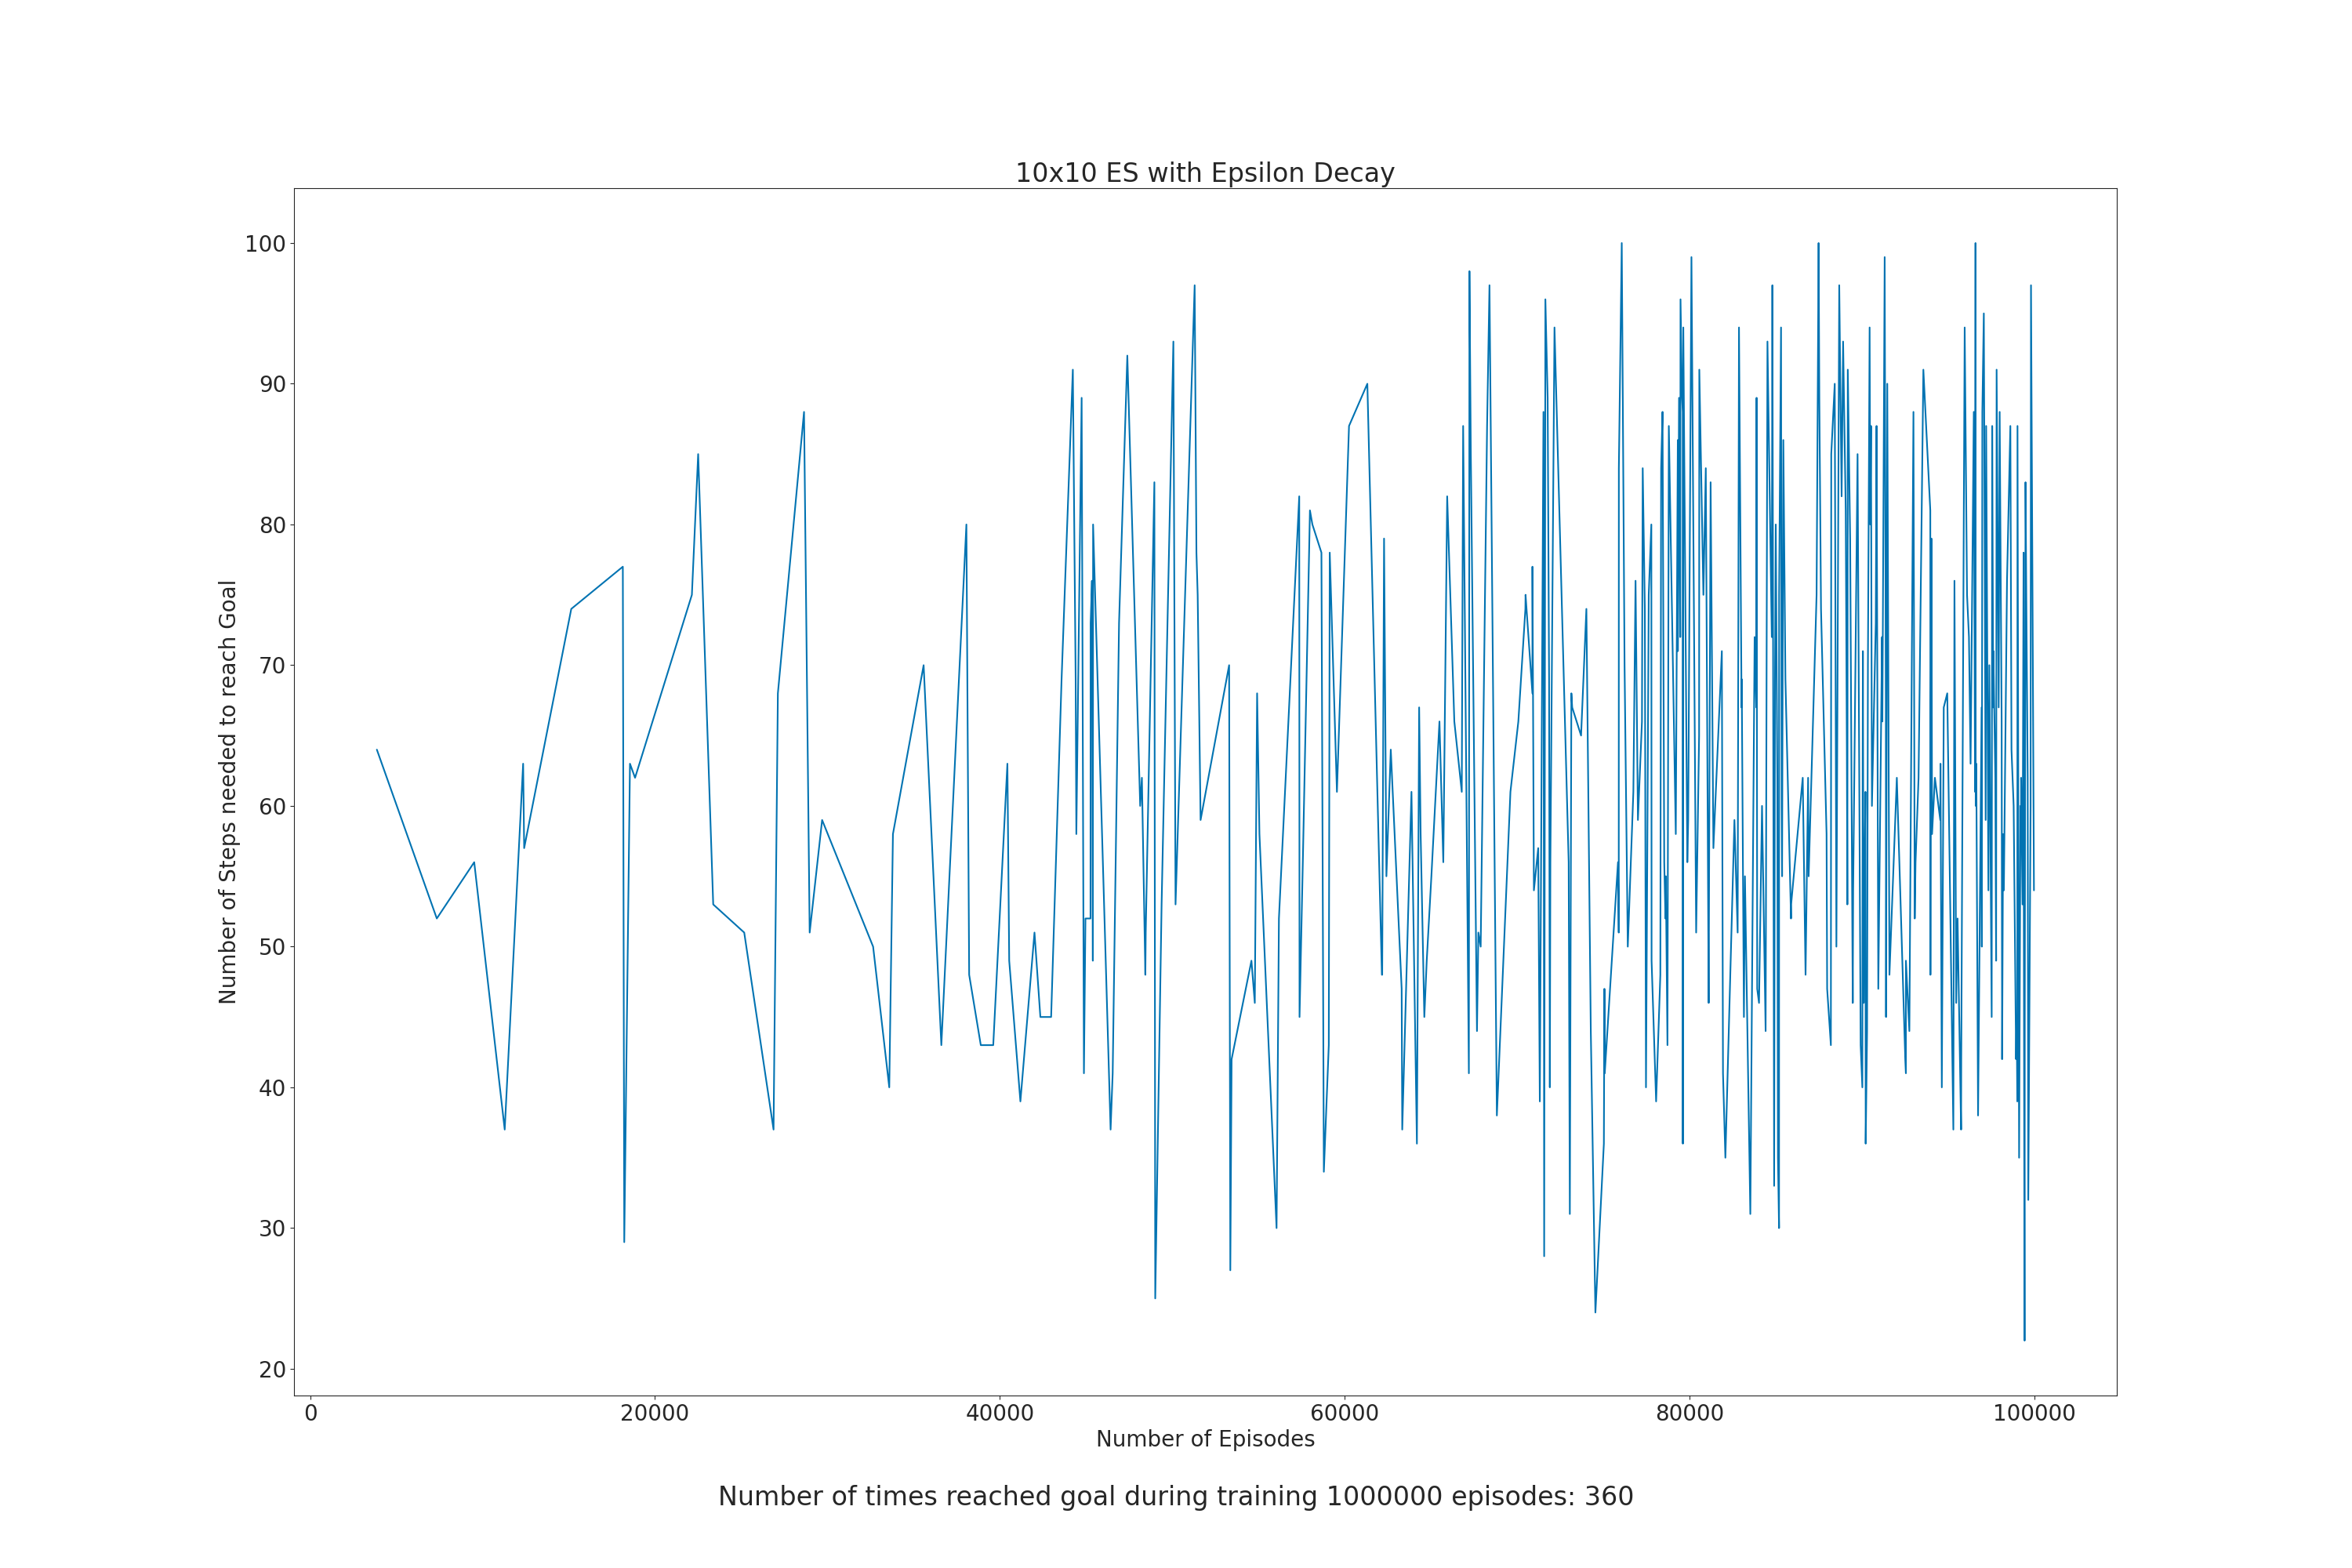 10x10 ES with Epsilon Decay
100
90
80
70
60
50
40
30
20
Number of Steps needed to reach Goal
0 20000 40000 60000 80000 100000
Number of Episodes
Number of times reached goal during training 1000000 episodes: 360